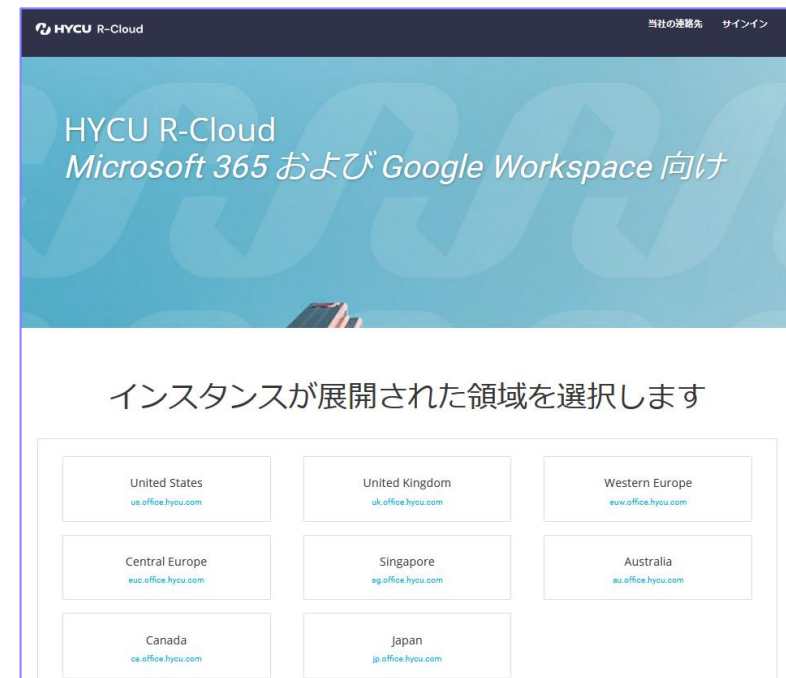 HYCU R-Cloud
当社の連絡先 サインイン
HYCU R-Cloud
Microsoft 365 および Google Workspace 向け
インスタンスが展開された領域を選択します
United States
us.office.hycu.com
United Kingdom
uk.office.hycu.com
Western Europe
euw.office.hycu.com
Central Europe
euc.office.hycu.com
Singapore
sg.office.hycu.com
Australia
au.office.hycu.com
Canada
ca.office.hycu.com
Japan
jp.office.hycu.com